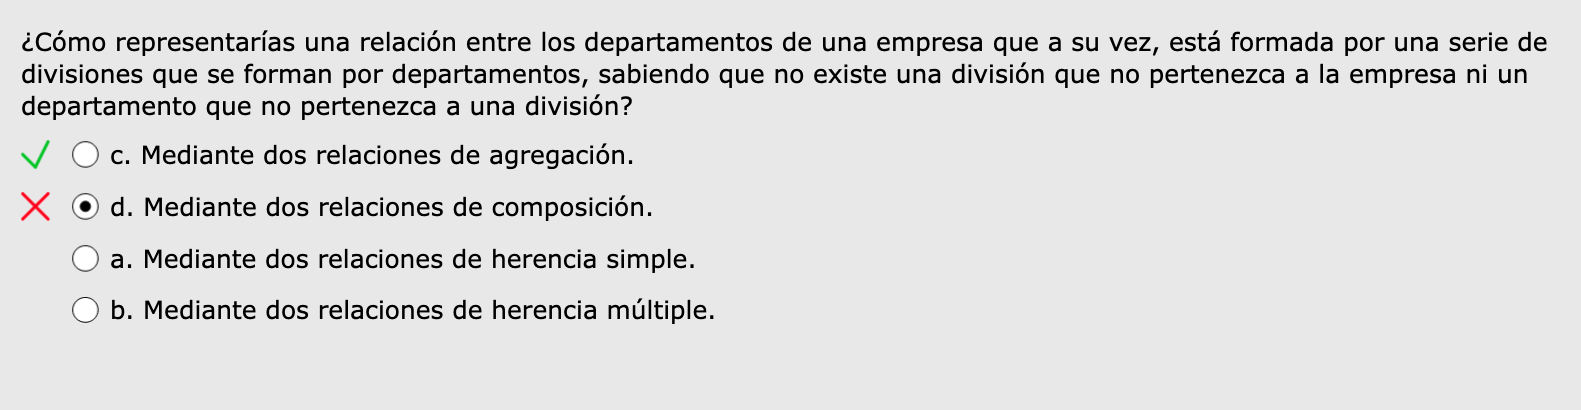 ¿Cómo representarías una relación entre los departamentos de una empresa que a su vez, está formada por una serie de
divisiones que se forman por departamentos, sabiendo que no existe una división que no pertenezca a la empresa ni un
departamento que no pertenezca a una división?
c. Mediante dos relaciones de agregación.
d. Mediante dos relaciones de composición.
a. Mediante dos relaciones de herencia simple.
b. Mediante dos relaciones de herencia múltiple.